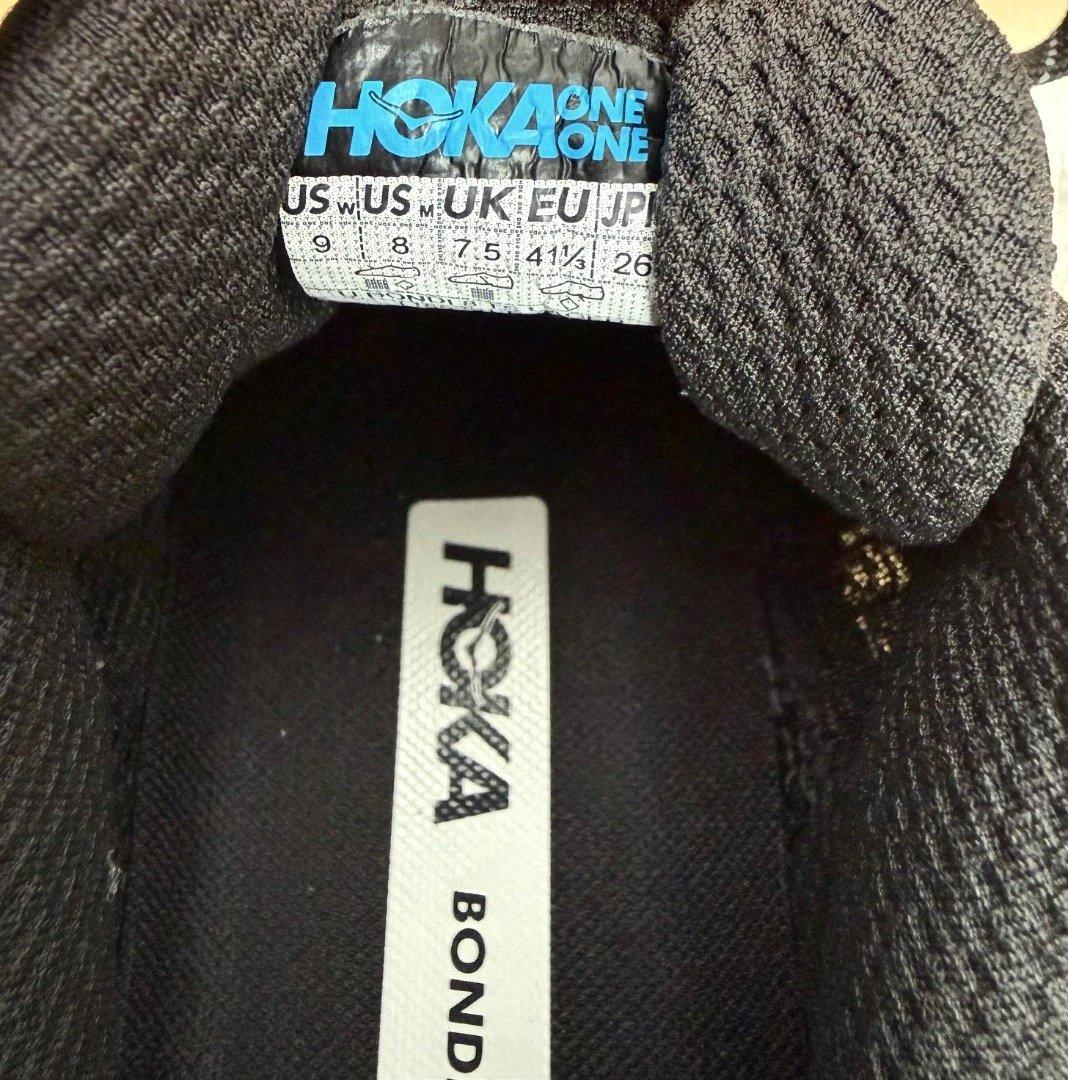 HOKA ONE ONE
US W US M UK EU JP
9 8 7.5 41⅓ 26
HOKA
BOND